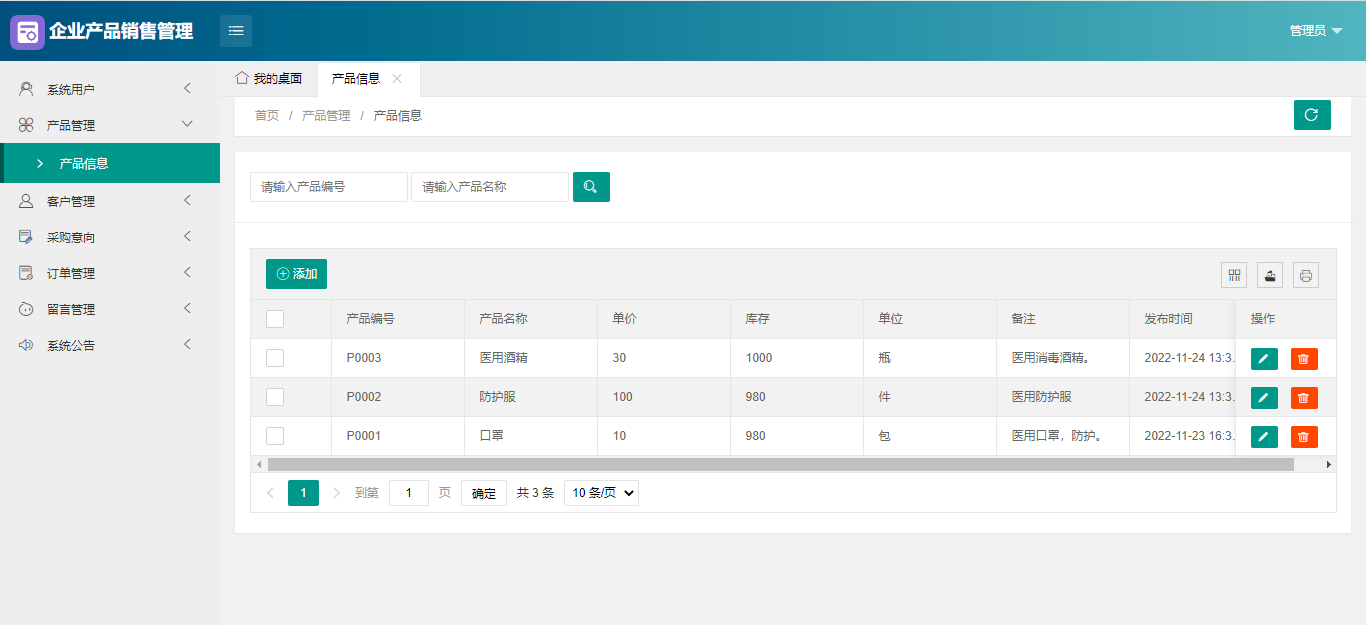 企业产品销售管理
管理员
系统用户
产品管理
产品信息
客户管理
采购意向
订单管理
留言管理
系统公告
我的桌面 产品信息
首页 / 产品管理 / 产品信息
请输入产品编号 请输入产品名称
添加
产品编号 产品名称 单价 库存 单位 备注 发布时间 操作
P0003 医用酒精 30 1000 瓶 医用消毒酒精。 2022-11-24 13:3.
P0002 防护服 100 980 件 医用防护服 2022-11-24 13:3.
P0001 口罩 10 980 包 医用口罩，防护。 2022-11-23 16:3.
1 到第 1 页 确定 共 3 条 10 条/页